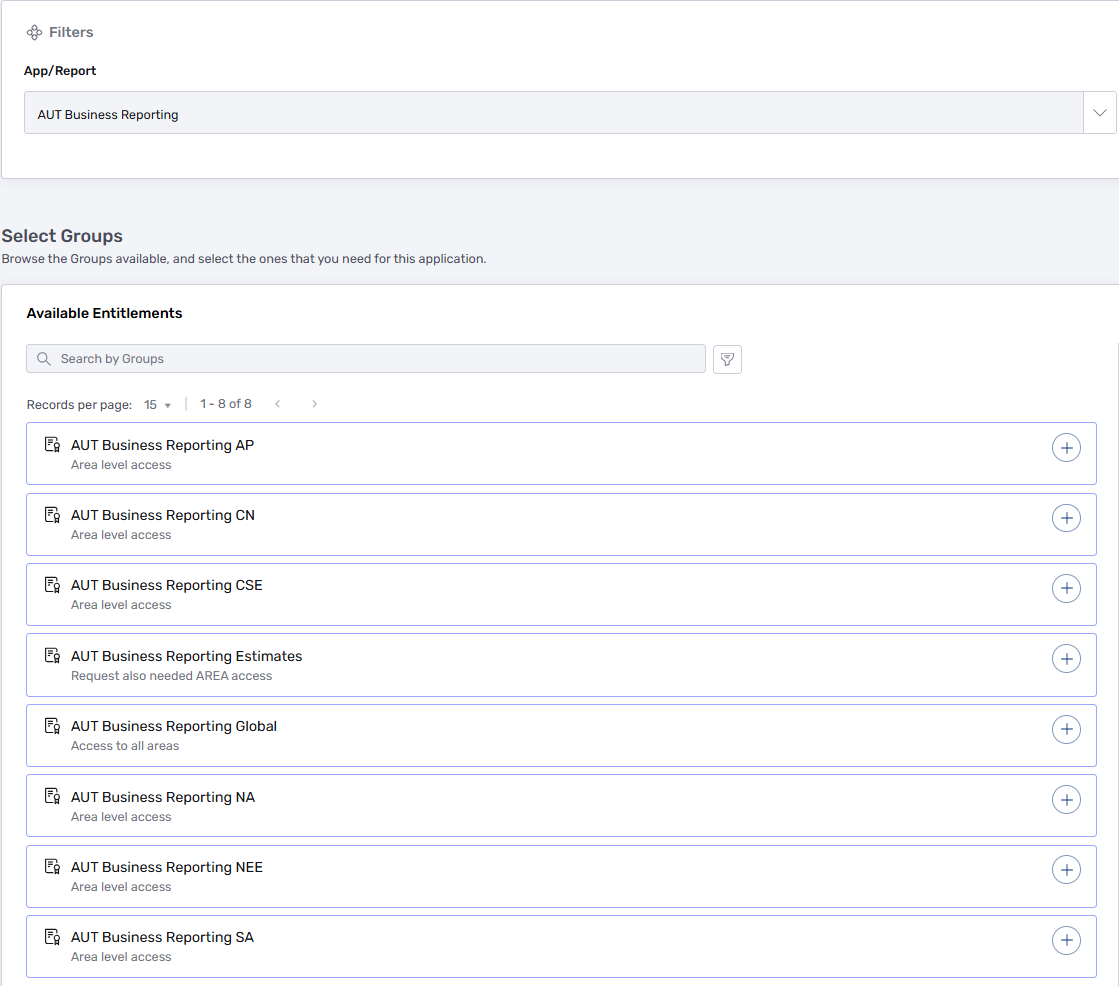 Filters
App/Report
AUT Business Reporting
Select Groups
Browse the Groups available, and select the ones that you need for this application.
Available Entitlements
Search by Groups
Records per page: 15 1 - 8 of 8
AUT Business Reporting AP
Area level access
AUT Business Reporting CN
Area level access
AUT Business Reporting CSE
Area level access
AUT Business Reporting Estimates
Request also needed AREA access
AUT Business Reporting Global
Access to all areas
AUT Business Reporting NA
Area level access
AUT Business Reporting NEE
Area level access
AUT Business Reporting SA
Area level access